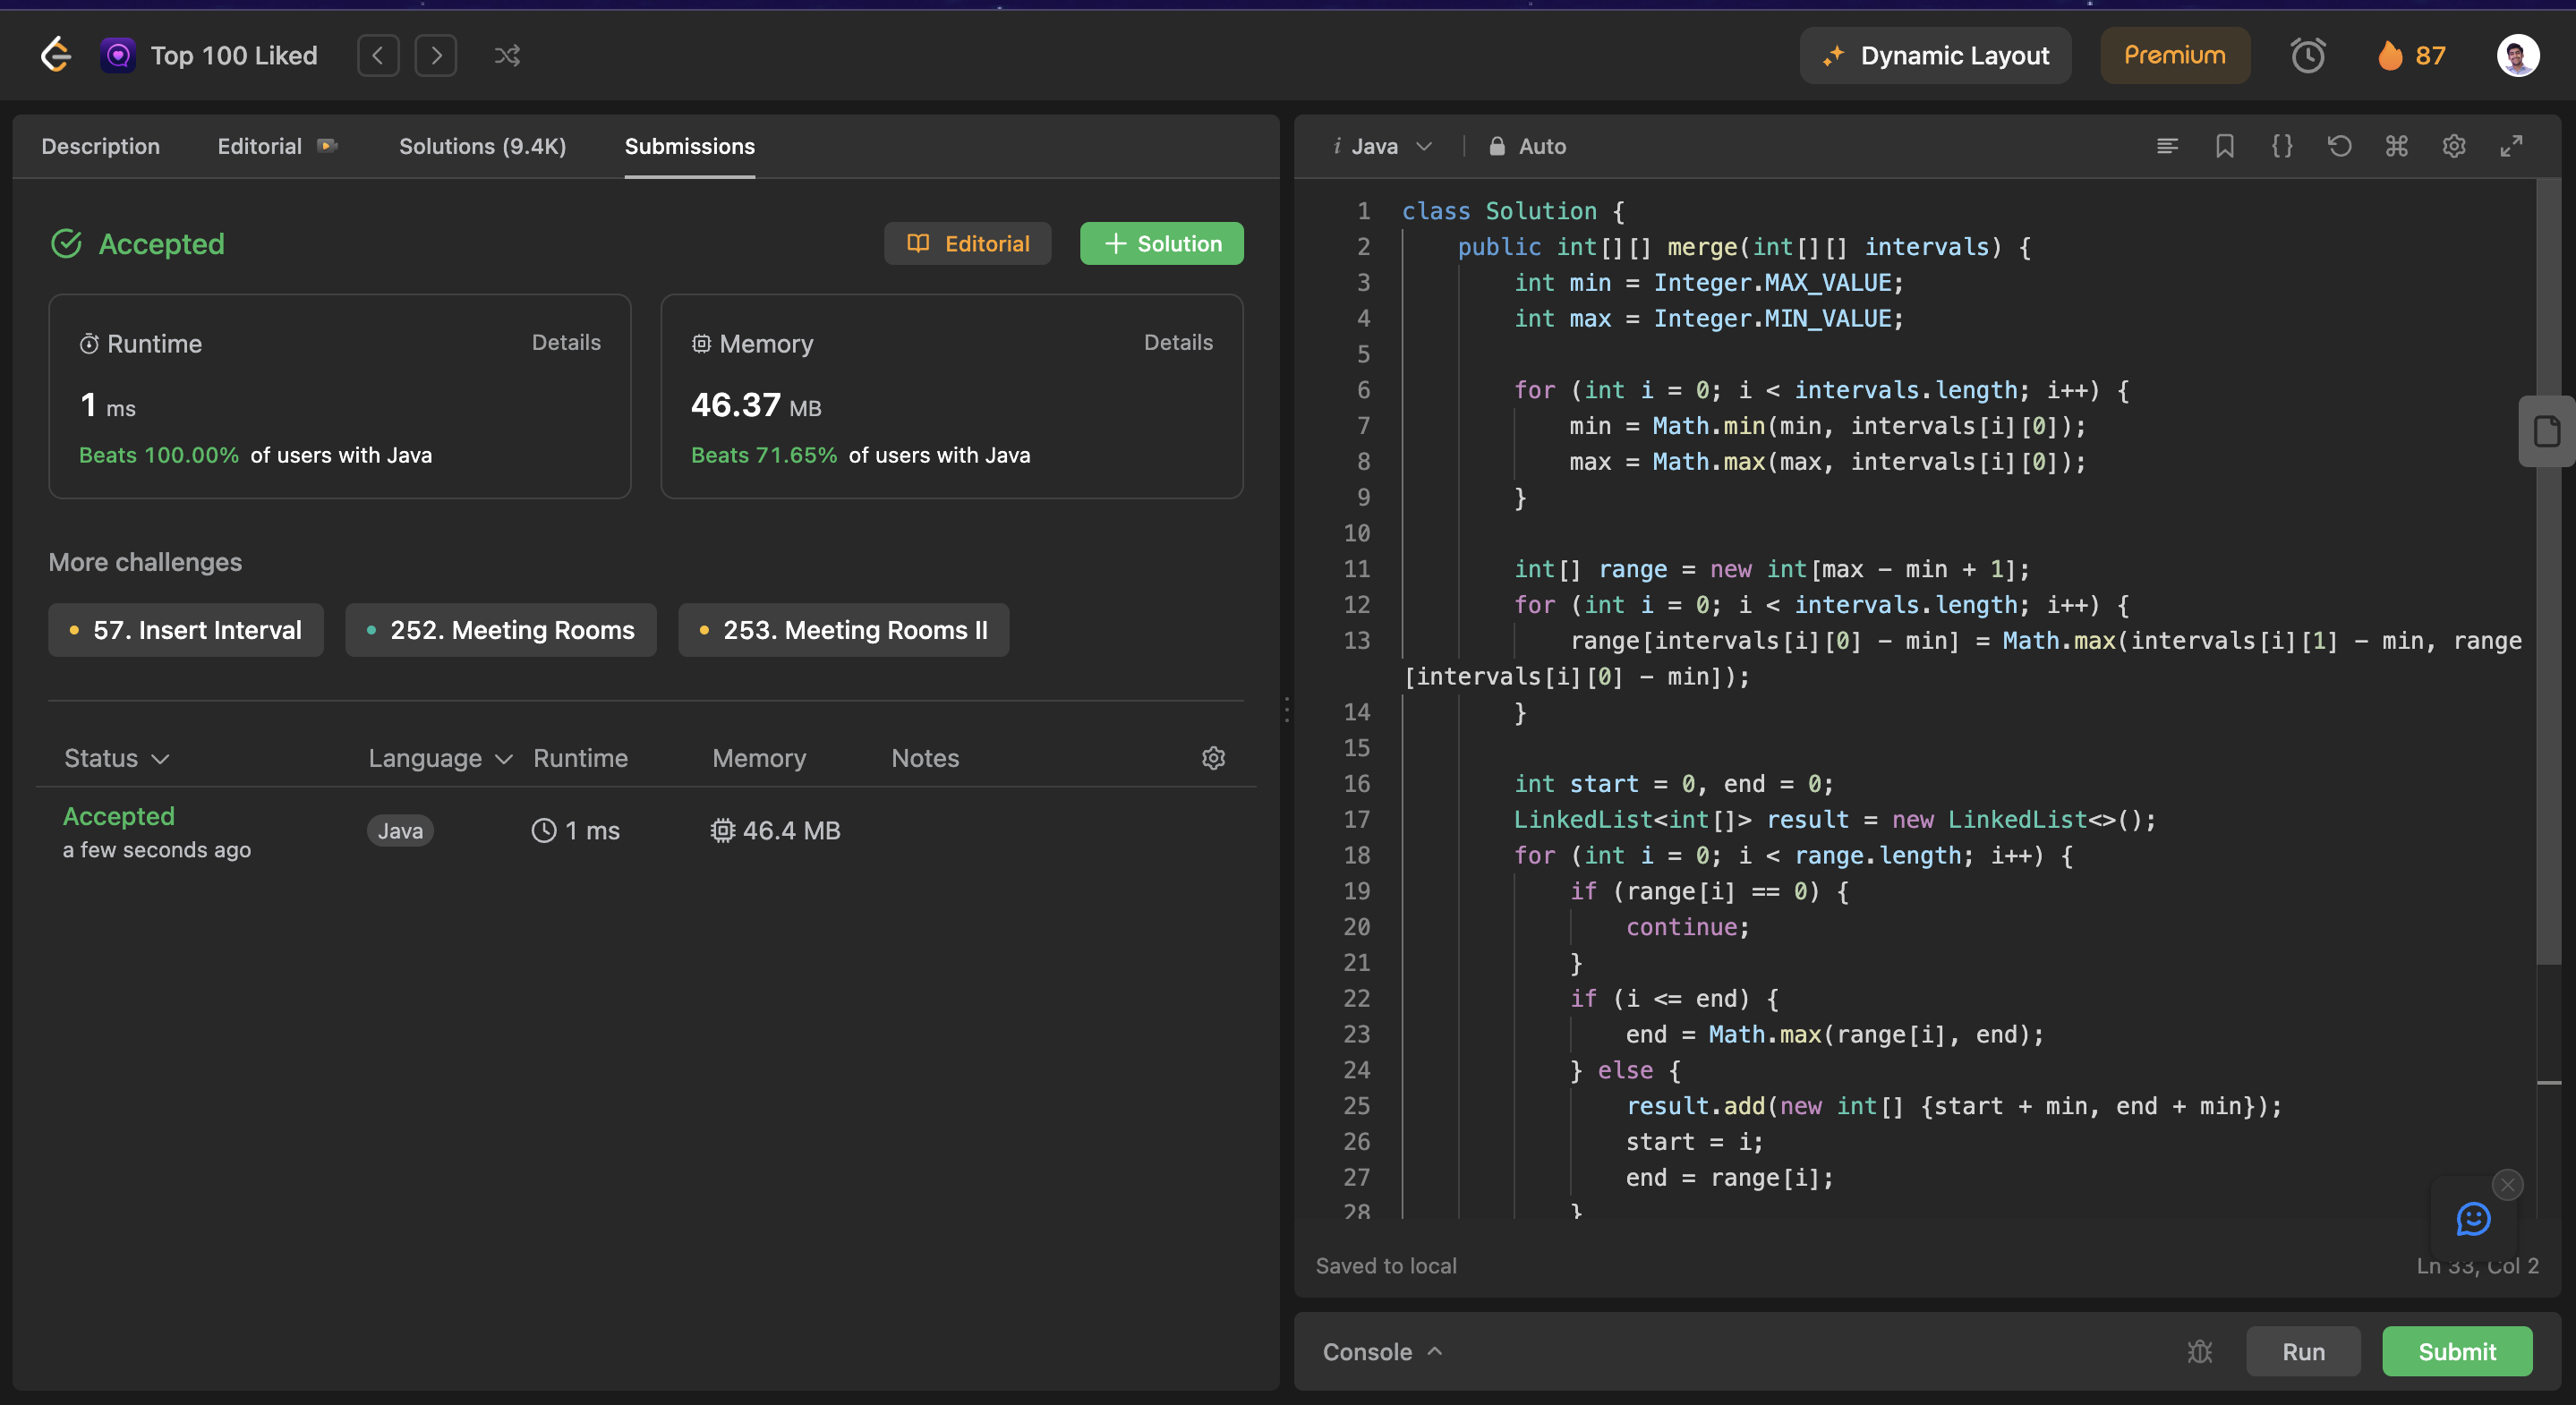 Top 100 Liked
Dynamic Layout
Premium
87
Description
Editorial
Solutions (9.4K)
Submissions
Accepted
Editorial
Solution
Runtime
Details
1 ms
Beats 100.00% of users with Java
Memory
Details
46.37 MB
Beats 71.65% of users with Java
More challenges
57. Insert Interval
252. Meeting Rooms
253. Meeting Rooms II
Status Language Runtime Memory Notes
Accepted
a few seconds ago
Java
1 ms
46.4 MB
i Java
Auto
1 class Solution {
2 public int[][] merge(int[][] intervals) {
3 int min = Integer.MAX_VALUE;
4 int max = Integer.MIN_VALUE;
5
6 for (int i = 0; i < intervals.length; i++) {
7 min = Math.min(min, intervals[i][0]);
8 max = Math.max(max, intervals[i][0]);
9 }
10
11 int[] range = new int[max - min + 1];
12 for (int i = 0; i < intervals.length; i++) {
13 range[intervals[i][0] - min] = Math.max(intervals[i][1] - min, range
[intervals[i][0] - min]);
14 }
15
16 int start = 0, end = 0;
17 LinkedList<int[]> result = new LinkedList<>();
18 for (int i = 0; i < range.length; i++) {
19 if (range[i] == 0) {
20 continue;
21 }
22 if (i <= end) {
23 end = Math.max(range[i], end);
24 } else {
25 result.add(new int[] {start + min, end + min});
26 start = i;
27 end = range[i];
28 }
Saved to local
Ln 33, Col 2
Console
Run
Submit